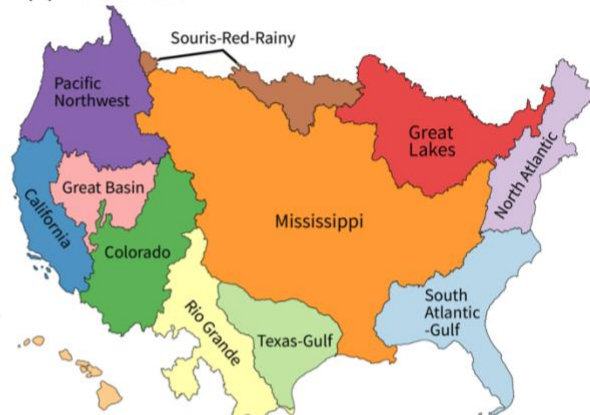 Souris-Red-Rainy
Pacific
Northwest
Great
Lakes
North Atlantic
Great Basin
California
Mississippi
Colorado
South
Atlantic
-Gulf
Rio Grande
Texas-Gulf